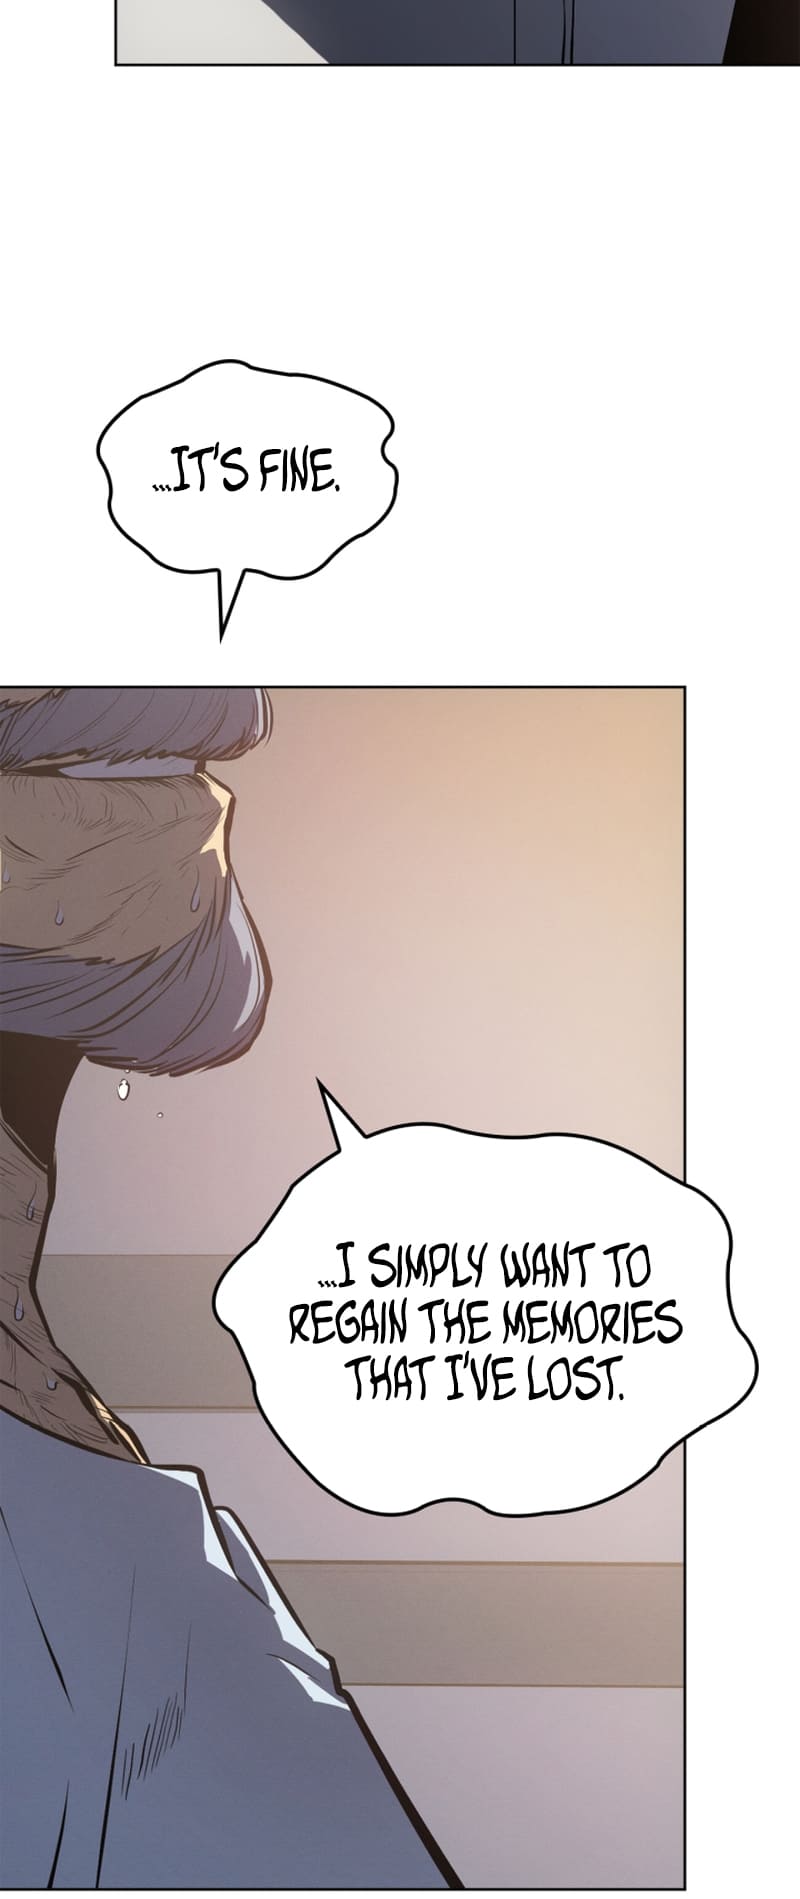 ...IT'S FINE.
...I SIMPLY WANT TO
REGAIN THE MEMORIES
THAT I'VE LOST.